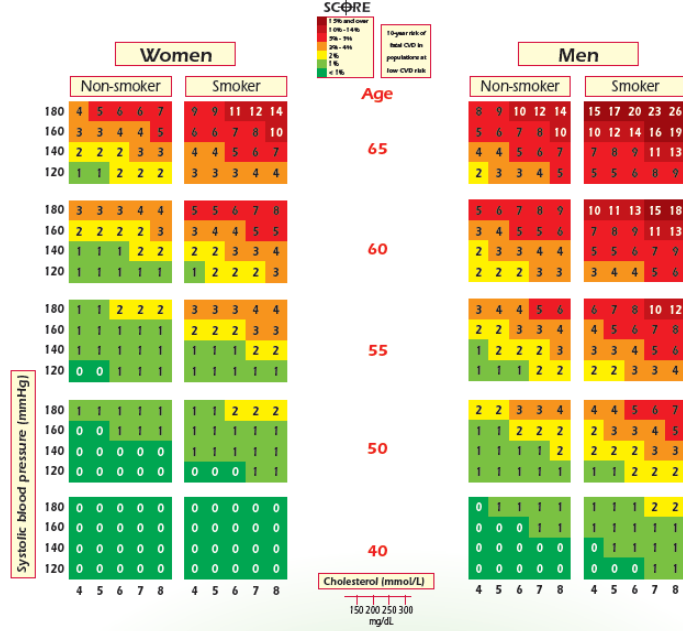 SCORE
15% and over
10% - 14%
5% - 9%
3% - 4%
2%
1%
< 1%
10-year risk of
fatal CVD in
populations at
low CVD risk
Women
Men
Non-smoker
Smoker
Age
Non-smoker
Smoker
180 4 5 6 6 7 9 9 11 12 14 8 9 10 12 14 15 17 20 23 26
160 3 3 4 4 5 6 6 7 8 10 5 6 7 8 10 10 12 14 16 19
65
140 2 2 2 3 3 4 4 5 6 7 4 4 5 6 7 7 8 9 11 13
120 1 1 2 2 2 3 3 3 4 4 2 3 3 4 5 5 5 6 8 9
180 3 3 3 4 4 5 5 6 7 8 5 6 7 8 9 10 11 13 15 18
160 2 2 2 2 3 3 4 4 5 5 3 4 5 5 6 7 8 9 11 13
60
140 1 1 1 2 2 2 2 3 3 4 2 3 3 4 4 5 5 6 7 9
120 1 1 1 1 1 1 2 2 2 3 2 2 2 3 3 3 4 4 5 6
180 1 1 2 2 2 3 3 3 4 4 3 4 4 5 6 6 7 8 10 12
160 1 1 1 1 1 2 2 2 3 3 2 2 3 3 4 4 5 6 7 8
55
140 1 1 1 1 1 1 1 1 2 2 1 2 2 2 3 3 3 4 5 6
120 0 0 1 1 1 1 1 1 1 1 1 1 1 2 2 2 2 3 3 4
180 1 1 1 1 1 1 1 2 2 2 2 2 3 3 4 4 4 5 6 7
160 0 0 1 1 1 1 1 1 1 1 1 1 2 2 2 2 3 3 4 5
50
140 0 0 0 0 0 1 1 1 1 1 1 1 1 1 2 2 2 2 3 3
120 0 0 0 0 0 0 0 0 1 1 1 1 1 1 1 1 1 2 2 2
180 0 0 0 0 0 0 0 0 0 0 0 1 1 1 1 1 1 1 2 2
160 0 0 0 0 0 0 0 0 0 0 0 0 0 1 1 1 1 1 1 1
40
140 0 0 0 0 0 0 0 0 0 0 0 0 0 0 0 0 1 1 1 1
120 0 0 0 0 0 0 0 0 0 0 0 0 0 0 0 0 0 0 1 1
4 5 6 7 8 4 5 6 7 8 4 5 6 7 8 4 5 6 7 8
Systolic blood pressure (mmHg)
Cholesterol (mmol/L)
150 200 250 300
mg/dL